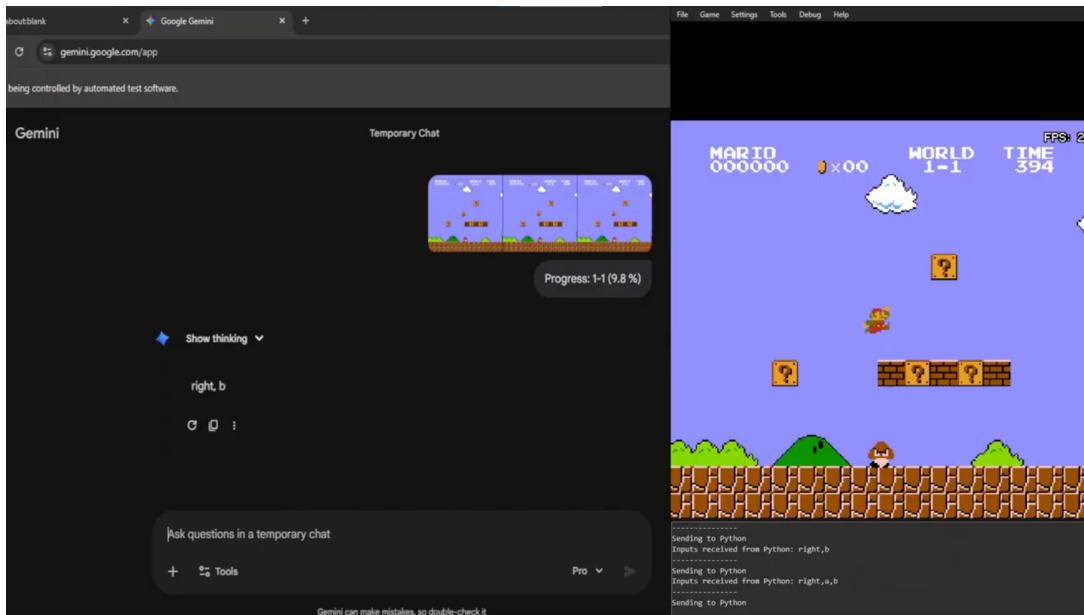 about:blank
Google Gemini
gemini.google.com/app
being controlled by automated test software.
Gemini
Temporary Chat
Progress: 1-1 (9.8 %)
Show thinking
right, b
Ask questions in a temporary chat
Tools
Pro
Gemini can make mistakes, so double-check it
File Game Settings Tools Debug Help
FPS: 2
MARIO WORLD TIME
000000 ×00 1-1 394
?
?
? ?
---------------
Sending to Python
Inputs received from Python: right,b
---------------
Sending to Python
Inputs received from Python: right,a,b
---------------
Sending to Python